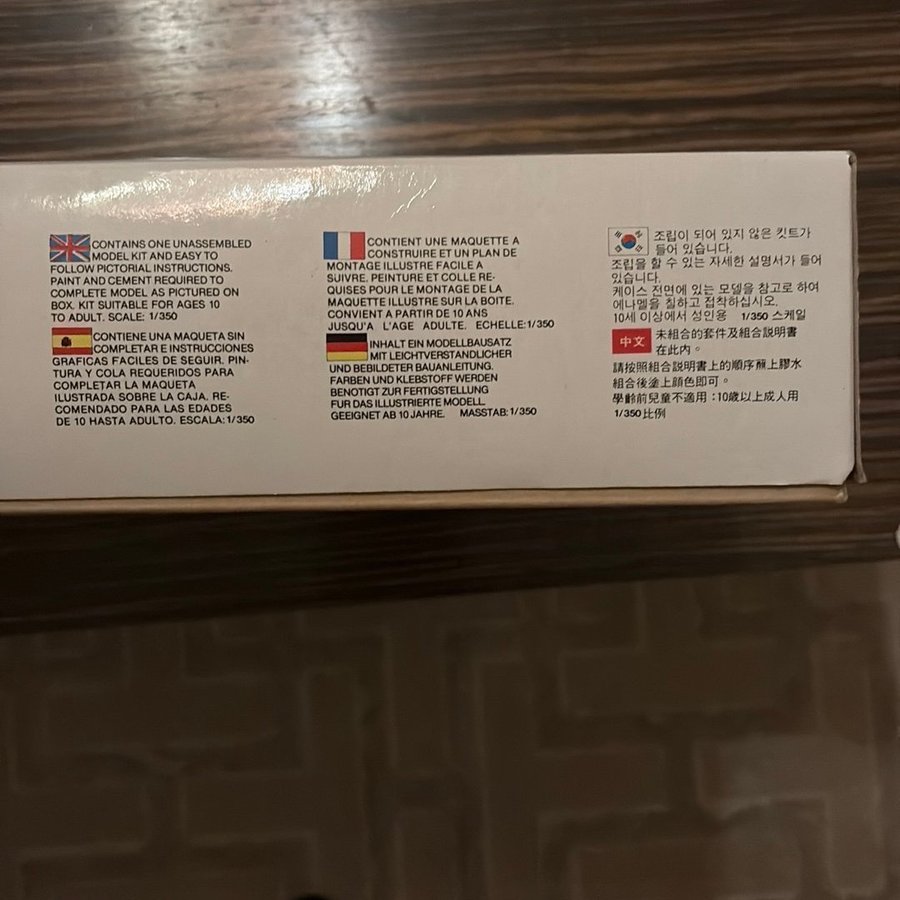 CONTAINS ONE UNASSEMBLED
MODEL KIT AND EASY TO
FOLLOW PICTORIAL INSTRUCTIONS.
PAINT AND CEMENT REQUIRED TO
COMPLETE MODEL AS PICTURED ON
BOX. KIT SUITABLE FOR AGES 10
TO ADULT. SCALE: 1/350
CONTIENE UNA MAQUETA SIN
COMPLETAR E INSTRUCCIONES
GRAFICAS FACILES DE SEGUIR. PIN-
TURA Y COLA REQUERIDOS PARA
COMPLETAR LA MAQUETA
ILUSTRADA SOBRE LA CAJA. RE-
COMENDADO PARA LAS EDADES
DE 10 HASTA ADULTO. ESCALA: 1/350
CONTIENT UNE MAQUETTE A
CONSTRUIRE ET UN PLAN DE
MONTAGE ILLUSTRE FACILE A
SUIVRE. PEINTURE ET COLLE RE-
QUISES POUR LE MONTAGE DE LA
MAQUETTE ILLUSTRE SUR LA BOITE.
CONVIENT A PARTIR DE 10 ANS
JUSQU'A L'AGE ADULTE. ECHELLE: 1/350
INHALT EIN MODELLBAUSATZ
MIT LEICHTVERSTANDLICHER
UND BEBILDETER BAUANLEITUNG.
FARBEN UND KLEBSTOFF WERDEN
BENOTIGT ZUR FERTIGSTELLUNG
FUR DAS ILLUSTRIERTE MODELL.
GEEIGNET AB 10 JAHRE. MASSTAB: 1/350
조립이 되어 있지 않은 킷트가
들어 있습니다.
조립을 할 수 있는 자세한 설명서가 들어
있습니다.
케이스 전면에 있는 모델을 참고로 하여
에나멜을 칠하고 접착하십시오.
10세 이상에서 성인용 1/350 스케일
中文
未組合的套件及組合説明書
在此内。
請按照組合説明書上的順序蘸上膠水
組合後塗上顔色即可。
學齡前兒童不適用：10歲以上成人用
1/350 比例